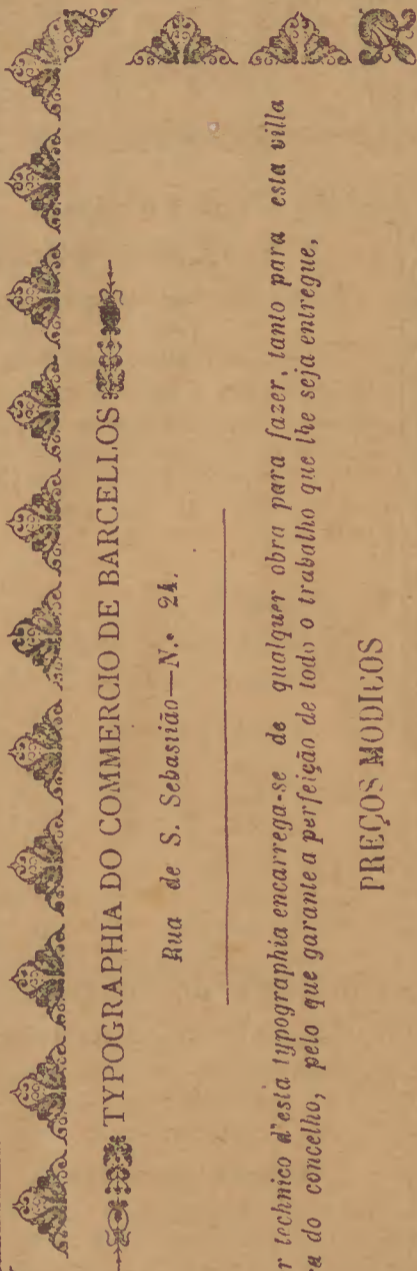 TYPOGRAPHIA DO COMMERCIO DE BARCELLOS
Rua de S. Sebastião—N.º 24.
r technico d'esta typographia encarrega-se de qualquer obra para fazer, tanto para esta villa
a do concelho, pelo que garante a perfeição de todo o trabalho que lhe seja entregue,
PREÇOS MODICOS